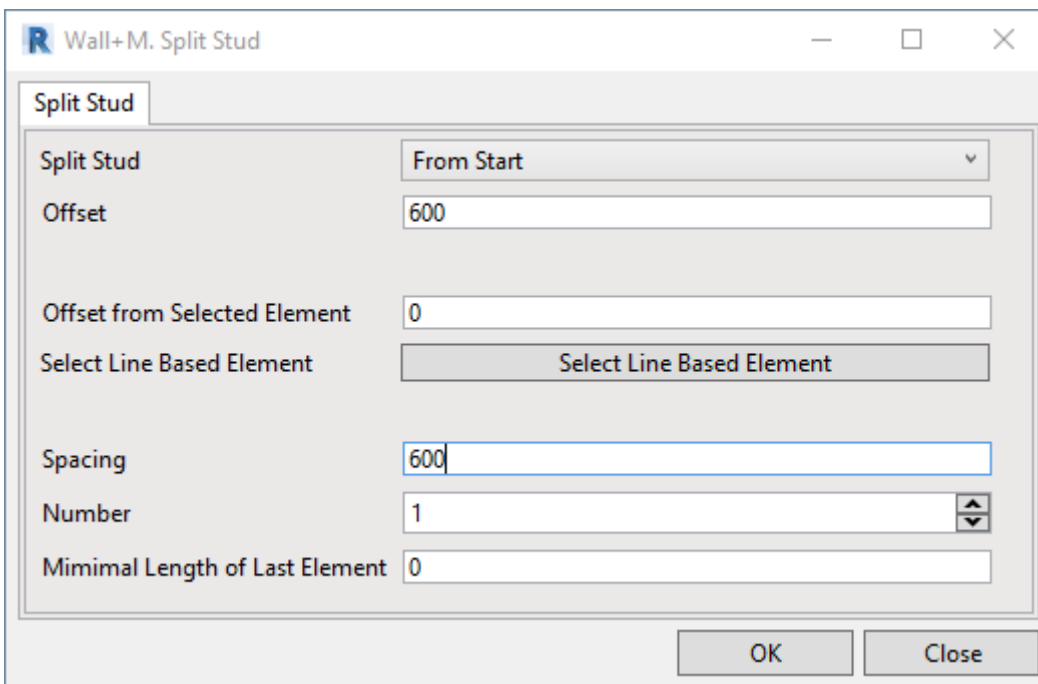 R Wall+M. Split Stud
Split Stud
Split Stud From Start
Offset 600
Offset from Selected Element 0
Select Line Based Element Select Line Based Element
Spacing 600
Number 1
Mimimal Length of Last Element 0
OK Close